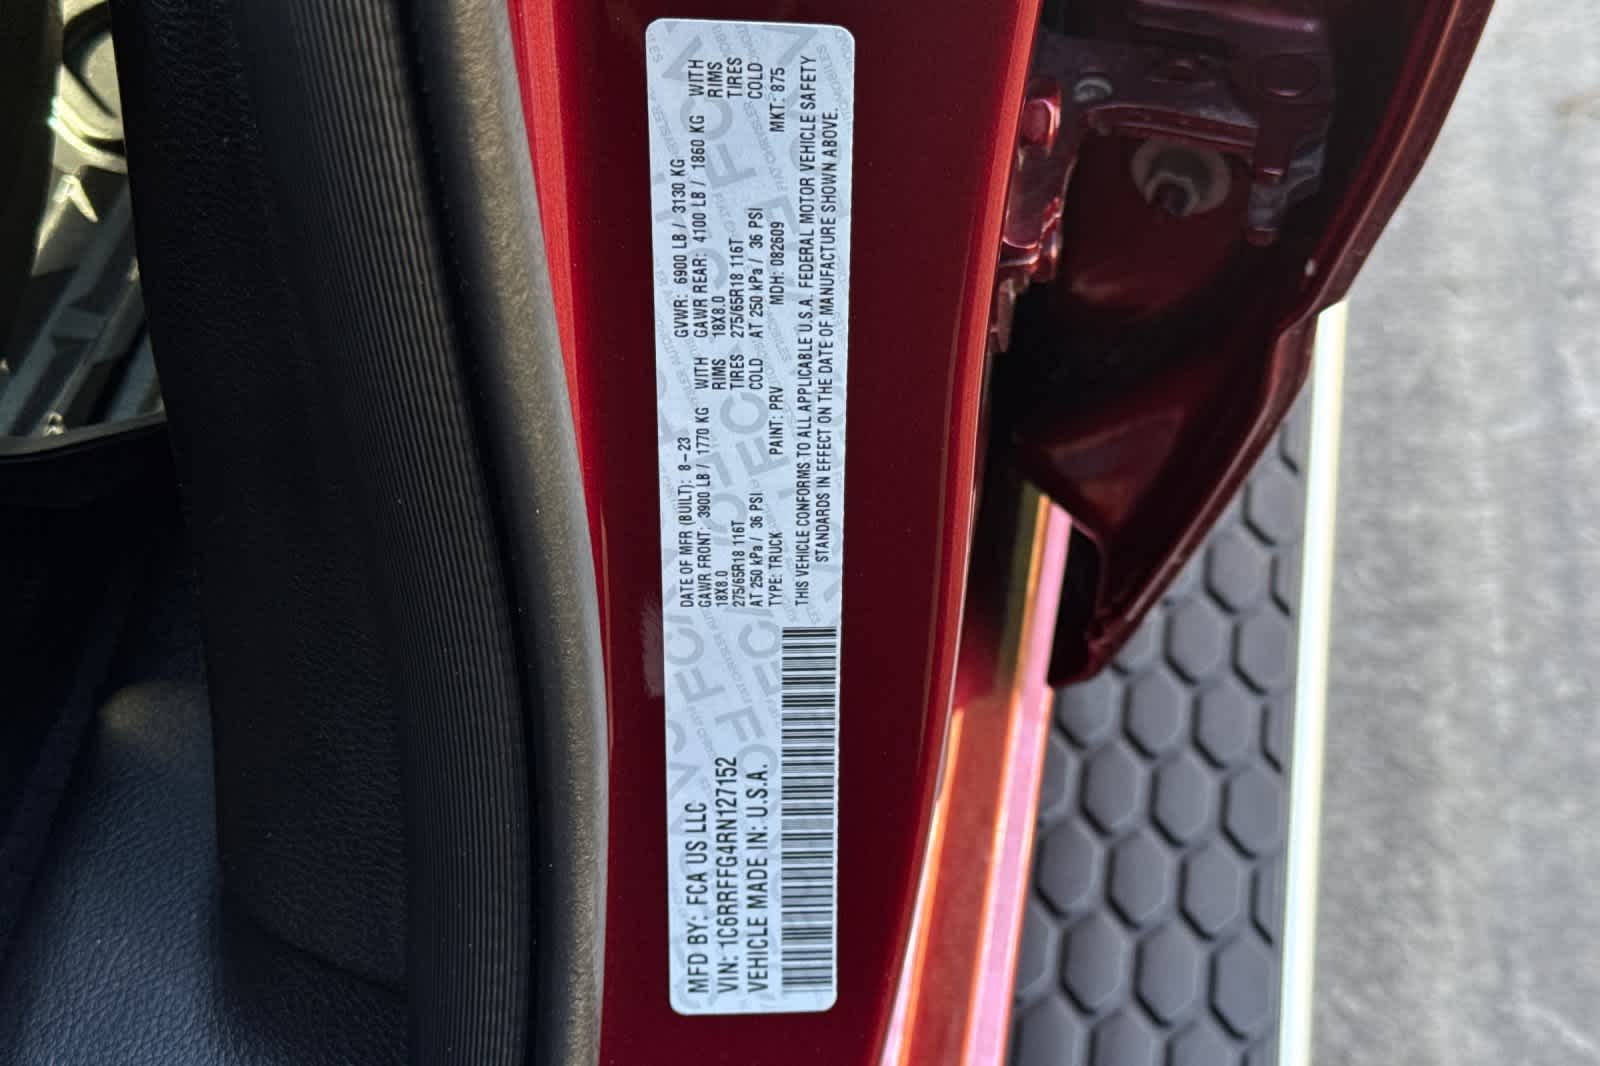 MFD BY: FCA US LLC
VIN: 1C6RRFFG4RN127152
VEHICLE MADE IN: U.S.A.
DATE OF MFR (BUILT): 8-23 GVWR: 6900 LB / 3130 KG
GAWR FRONT: 3900 LB / 1770 KG WITH GAWR REAR: 4100 LB / 1860 KG WITH
18X8.0 RIMS 18X8.0 RIMS
275/65R18 116T TIRES 275/65R18 116T TIRES
AT 250 kPa / 36 PSI COLD AT 250 kPa / 36 PSI COLD
TYPE: TRUCK PAINT: PRV MDH: 082609 MKT: 875
THIS VEHICLE CONFORMS TO ALL APPLICABLE U.S.A. FEDERAL MOTOR VEHICLE SAFETY
STANDARDS IN EFFECT ON THE DATE OF MANUFACTURE SHOWN ABOVE.